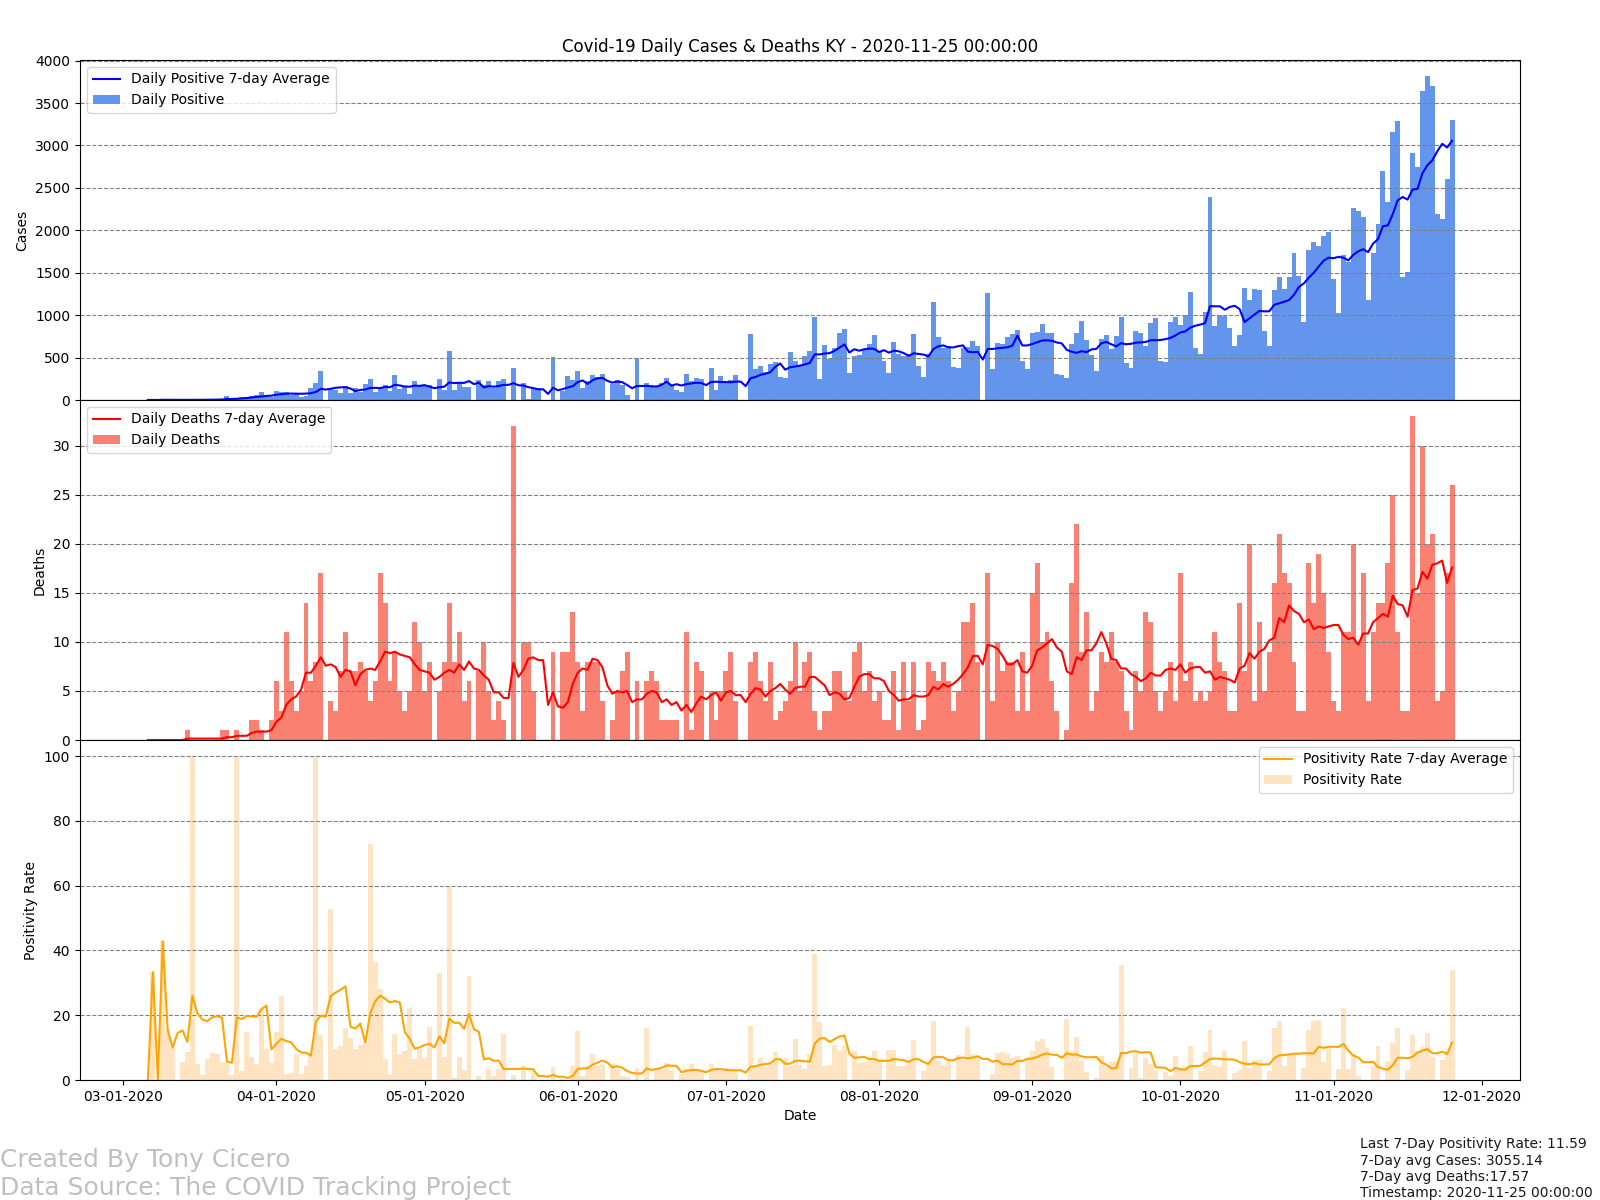 Covid-19 Daily Cases & Deaths KY - 2020-11-25 00:00:00
Daily Positive 7-day Average
Daily Positive
4000
3500
3000
2500
2000
1500
1000
500
0
Cases
Daily Deaths 7-day Average
Daily Deaths
30
25
20
15
10
5
0
Deaths
Positivity Rate 7-day Average
Positivity Rate
100
80
60
40
20
0
Positivity Rate
03-01-2020 04-01-2020 05-01-2020 06-01-2020 07-01-2020 08-01-2020 09-01-2020 10-01-2020 11-01-2020 12-01-2020
Date
Created By Tony Cicero
Data Source: The COVID Tracking Project
Last 7-Day Positivity Rate: 11.59
7-Day avg Cases: 3055.14
7-Day avg Deaths:17.57
Timestamp: 2020-11-25 00:00:00